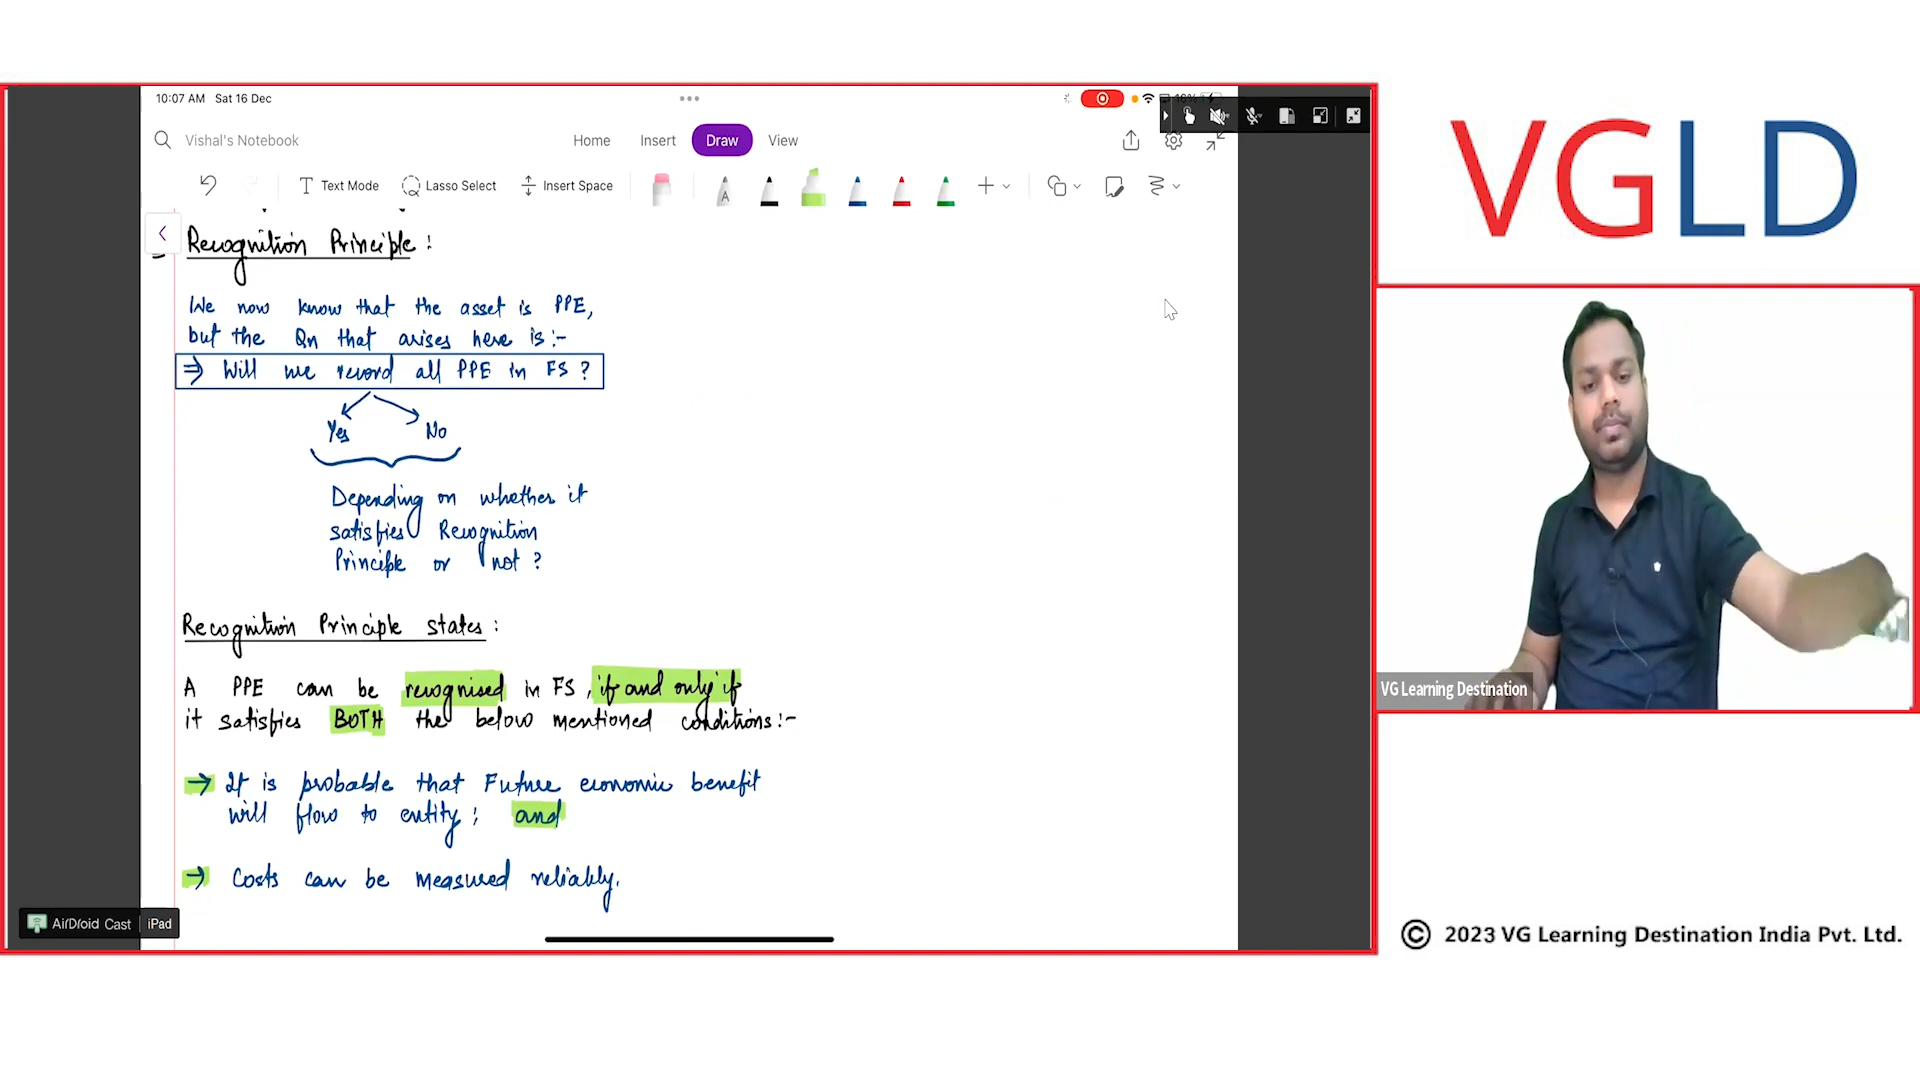 10:07 AM Sat 16 Dec
16%
Vishal's Notebook
Home Insert Draw View
Text Mode Lasso Select Insert Space
A
Recognition Principle :
We now know that the asset is PPE,
but the Qn that arises here is :-
⇒ Will we record all PPE in FS ?
Yes No
Depending on whether it
satisfies Recognition
Principle or not ?
Recognition Principle states :
A PPE can be recognised in FS, if and only if
it satisfies BOTH the below mentioned conditions :-
→ It is probable that Future economic benefit
will flow to entity ; and
→ Costs can be measured reliably.
AirDroid Cast iPad
VGLD
VG Learning Destination
© 2023 VG Learning Destination India Pvt. Ltd.